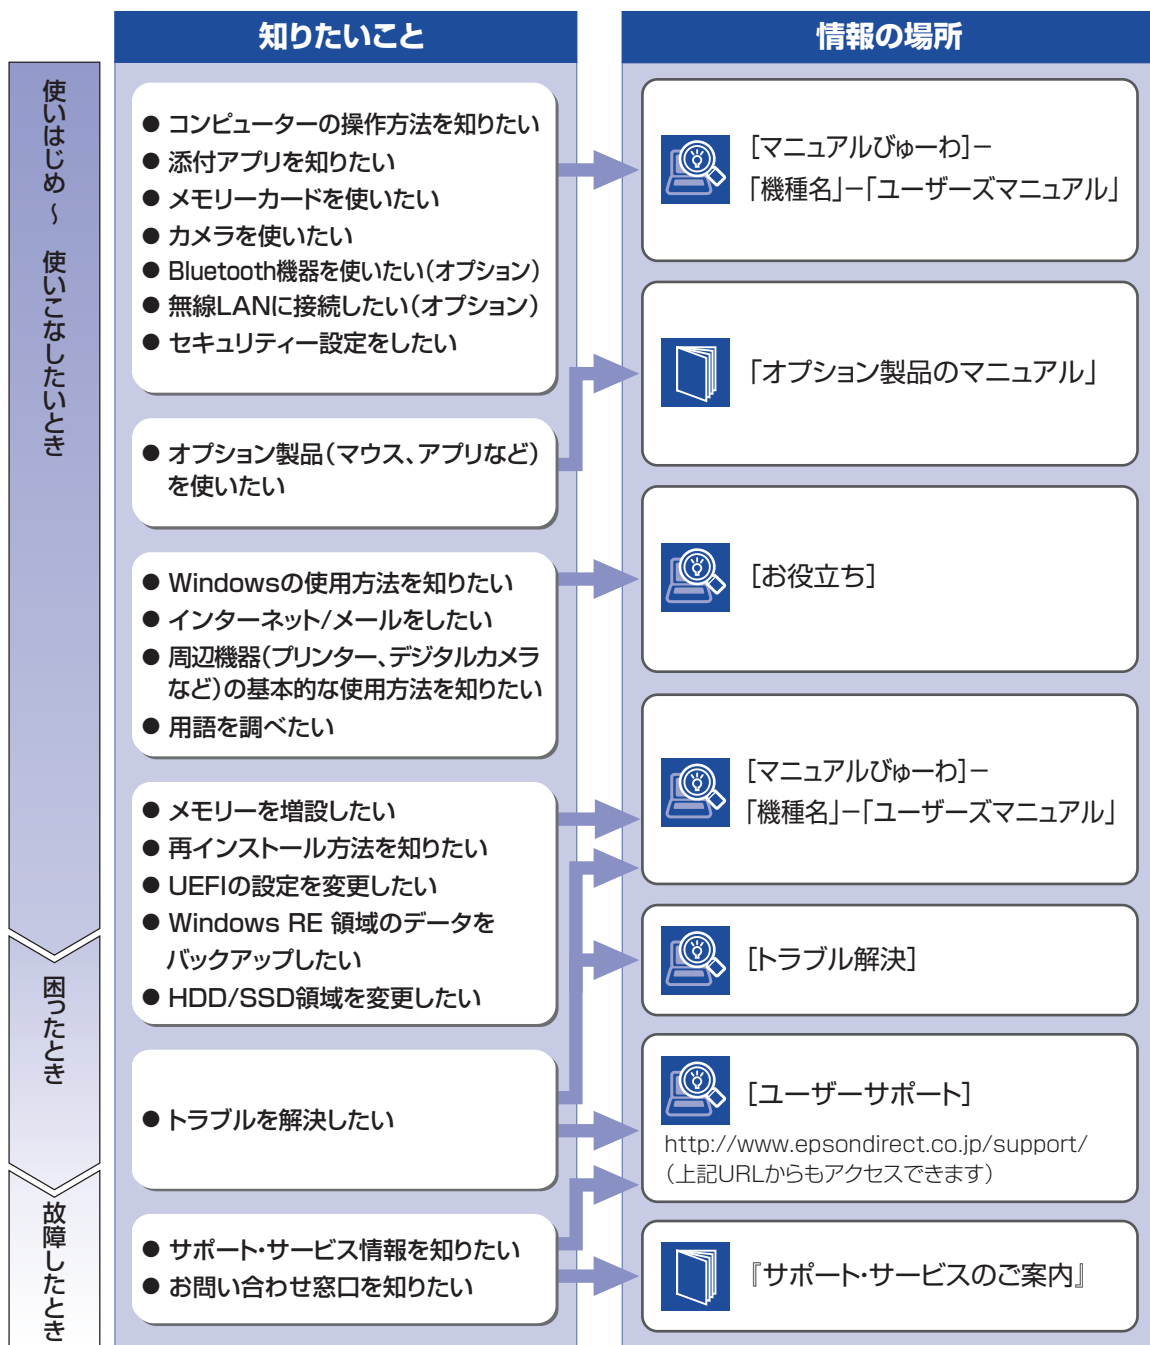 知りたいこと
情報の場所
使いはじめ ～ 使いこなしたいとき
● コンピューターの操作方法を知りたい
● 添付アプリを知りたい
● メモリーカードを使いたい
● カメラを使いたい
● Bluetooth機器を使いたい（オプション）
● 無線LANに接続したい（オプション）
● セキュリティー設定をしたい
［マニュアルびゅーわ］－
「機種名」－「ユーザーズマニュアル」
● オプション製品（マウス、アプリなど）
を使いたい
「オプション製品のマニュアル」
● Windowsの使用方法を知りたい
● インターネット/メールをしたい
● 周辺機器（プリンター、デジタルカメラ
など）の基本的な使用方法を知りたい
● 用語を調べたい
［お役立ち］
● メモリーを増設したい
● 再インストール方法を知りたい
● UEFIの設定を変更したい
● Windows RE 領域のデータを
バックアップしたい
● HDD/SSD領域を変更したい
［マニュアルびゅーわ］－
「機種名」－「ユーザーズマニュアル」
困ったとき
● トラブルを解決したい
［トラブル解決］
［ユーザーサポート］
http://www.epsondirect.co.jp/support/
（上記URLからもアクセスできます）
故障したとき
● サポート・サービス情報を知りたい
● お問い合わせ窓口を知りたい
『サポート・サービスのご案内』